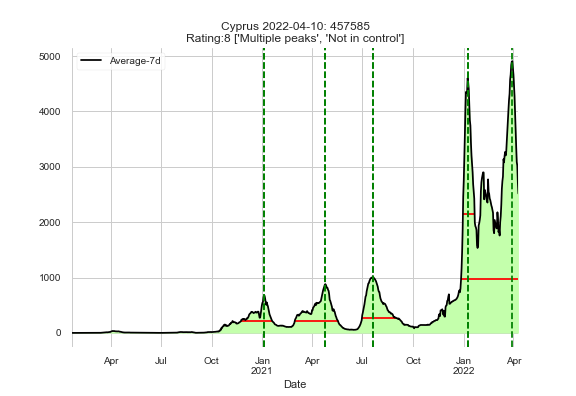 Cyprus 2022-04-10: 457585
Rating:8 ['Multiple peaks', 'Not in control']
Average-7d
5000
4000
3000
2000
1000
0
Apr Jul Oct Jan Apr Jul Oct Jan Apr
2021 2022
Date